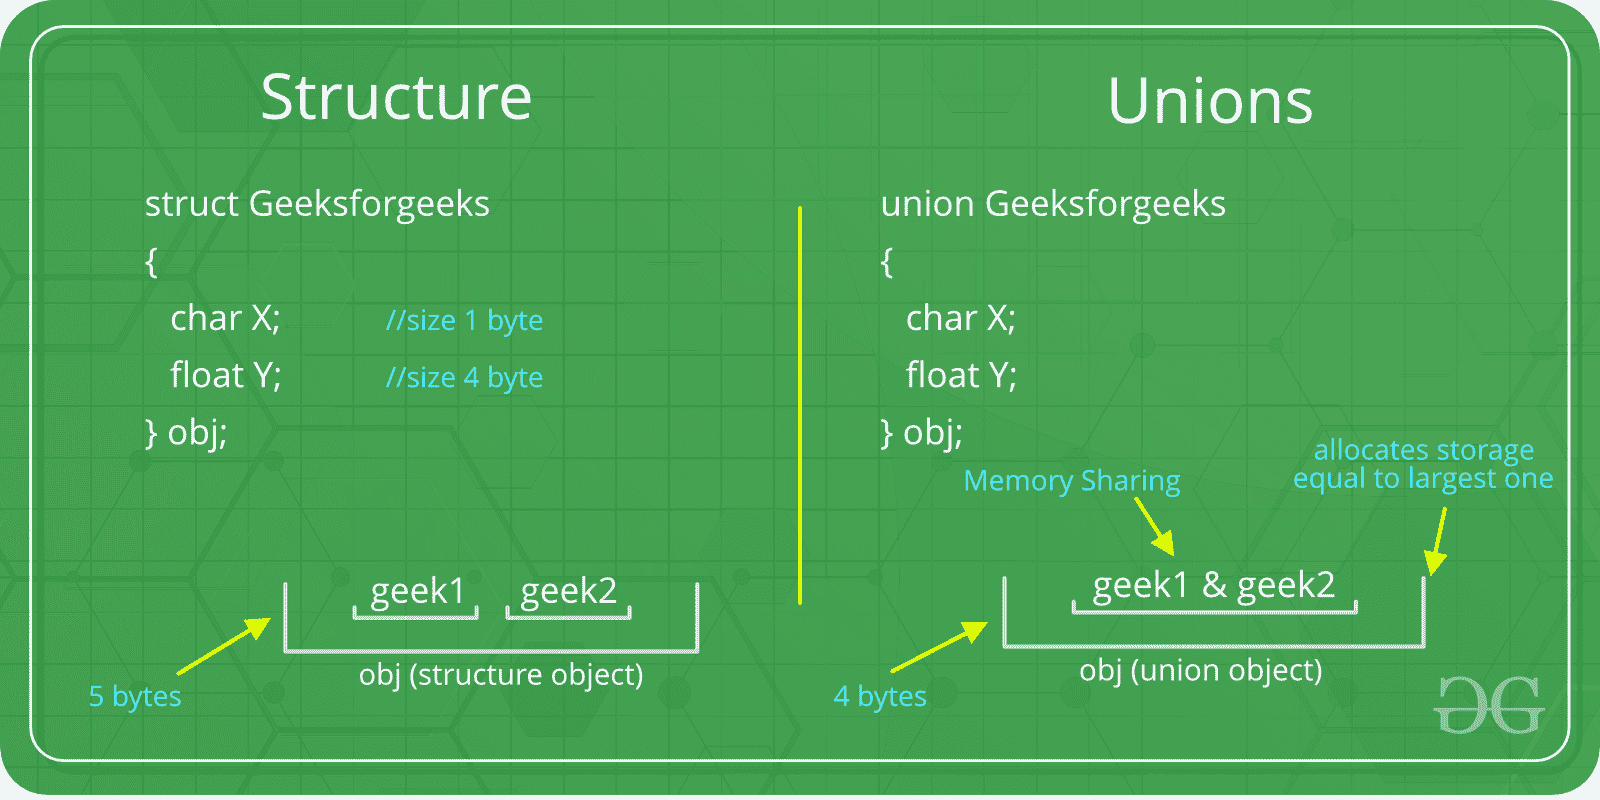 Structure
struct Geeksforgeeks
{
char X; //size 1 byte
float Y; //size 4 byte
} obj;
geek1 geek2
obj (structure object)
5 bytes
Unions
union Geeksforgeeks
{
char X;
float Y;
} obj;
Memory Sharing
allocates storage
equal to largest one
geek1 & geek2
obj (union object)
4 bytes